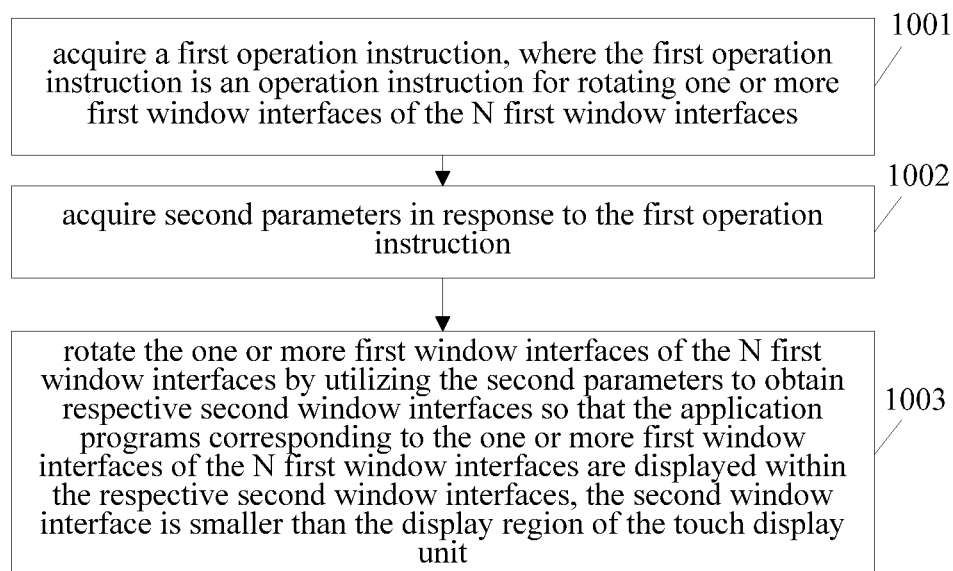 acquire a first operation instruction, where the first operation
instruction is an operation instruction for rotating one or more
first window interfaces of the N first window interfaces
1001
acquire second parameters in response to the first operation
instruction
1002
rotate the one or more first window interfaces of the N first
window interfaces by utilizing the second parameters to obtain
respective second window interfaces so that the application
programs corresponding to the one or more first window
interfaces of the N first window interfaces are displayed within
the respective second window interfaces, the second window
interface is smaller than the display region of the touch display
unit
1003